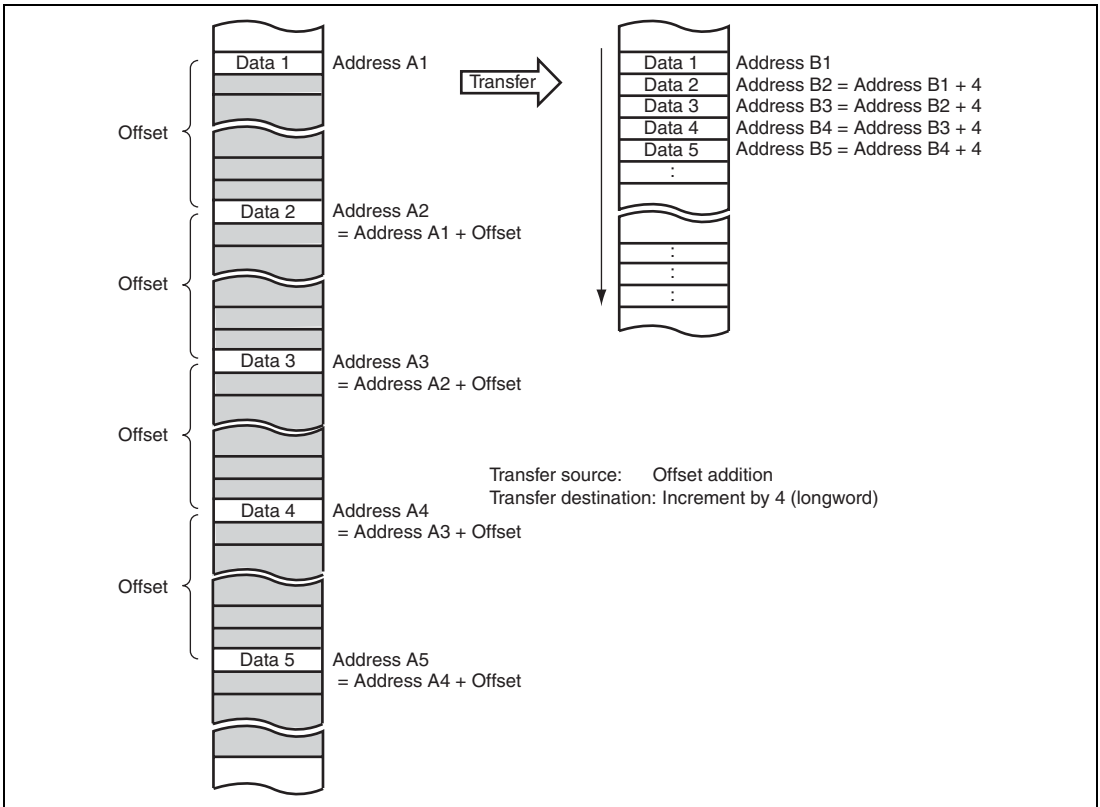 Data 1 Address A1
Offset
Data 2 Address A2
= Address A1 + Offset
Offset
Data 3 Address A3
= Address A2 + Offset
Offset
Data 4 Address A4
= Address A3 + Offset
Offset
Data 5 Address A5
= Address A4 + Offset
Transfer
Data 1 Address B1
Data 2 Address B2 = Address B1 + 4
Data 3 Address B3 = Address B2 + 4
Data 4 Address B4 = Address B3 + 4
Data 5 Address B5 = Address B4 + 4
:
:
:
:
Transfer source: Offset addition
Transfer destination: Increment by 4 (longword)